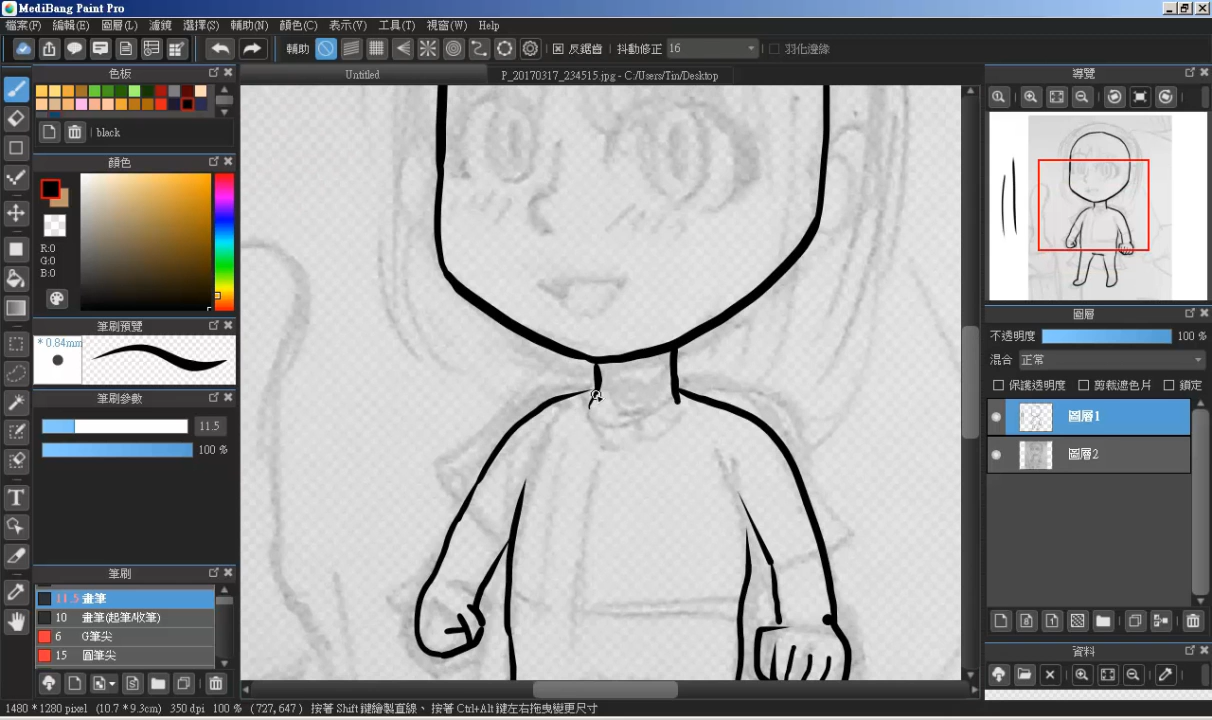 MediBang Paint Pro
檔案(F) 編輯(E) 圖層(L) 濾鏡 選擇(S) 輔助(N) 顏色(C) 表示(V) 工具(T) 視窗(W) Help
輔助 反鋸齒 抖動修正 16 羽化邊緣
色板
Untitled
P_20170317_234515.jpg - C:/Users/Tin/Desktop
導覽
black
顏色
R:0
G:0
B:0
筆刷預覽
* 0.84mm
筆刷參數
11.5
100 %
圖層
不透明度 100 %
混合 正常
保護透明度 剪裁遮色片 鎖定
圖層1
圖層2
筆刷
11.5 畫筆
10 畫筆(起筆/收筆)
6 G筆尖
15 圓筆尖
資料
1480 * 1280 pixel (10.7 * 9.3cm) 350 dpi 100 % ( 727, 647 ) 按著 Shift 鍵繪製直線、 按著 Ctrl+Alt 鍵左右拖曳變更尺寸